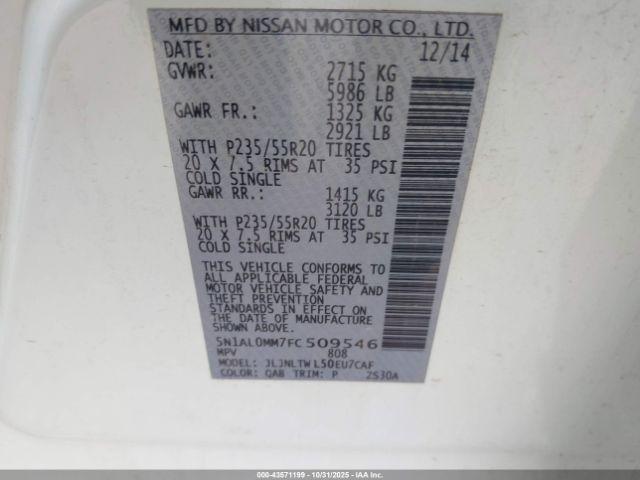 MFD BY NISSAN MOTOR CO., LTD.
DATE: 12/14
GVWR: 2715 KG
5986 LB
GAWR FR.: 1325 KG
2921 LB
WITH P235/55R20 TIRES
20 X 7.5 RIMS AT 35 PSI
COLD SINGLE
GAWR RR.: 1415 KG
3120 LB
WITH P235/55R20 TIRES
20 X 7.5 RIMS AT 35 PSI
COLD SINGLE
THIS VEHICLE CONFORMS TO
ALL APPLICABLE FEDERAL
MOTOR VEHICLE SAFETY AND
THEFT PREVENTION
STANDARDS IN EFFECT ON
THE DATE OF MANUFACTURE
SHOWN ABOVE.
5N1AL0MM7FC509546
MPV 808
MODEL: JLJNLTWL50EU7CAF
COLOR: QAB TRIM: P ZS30A
000-43571199 - 10/31/2025 - IAA Inc.